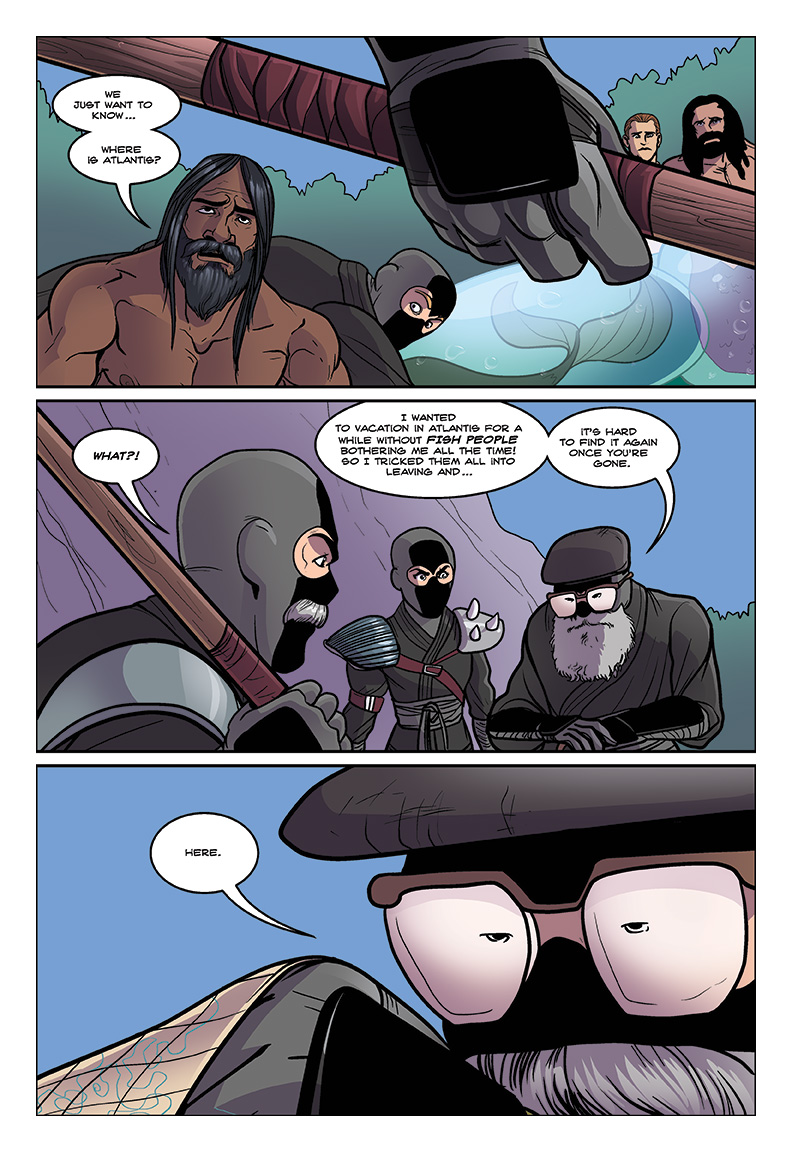 WE
JUST WANT TO
KNOW...
WHERE
IS ATLANTIS?
WHAT?!
I WANTED
TO VACATION IN ATLANTIS FOR A
WHILE WITHOUT FISH PEOPLE
BOTHERING ME ALL THE TIME!
SO I TRICKED THEM ALL INTO
LEAVING AND...
IT'S HARD
TO FIND IT AGAIN
ONCE YOU'RE
GONE.
HERE.